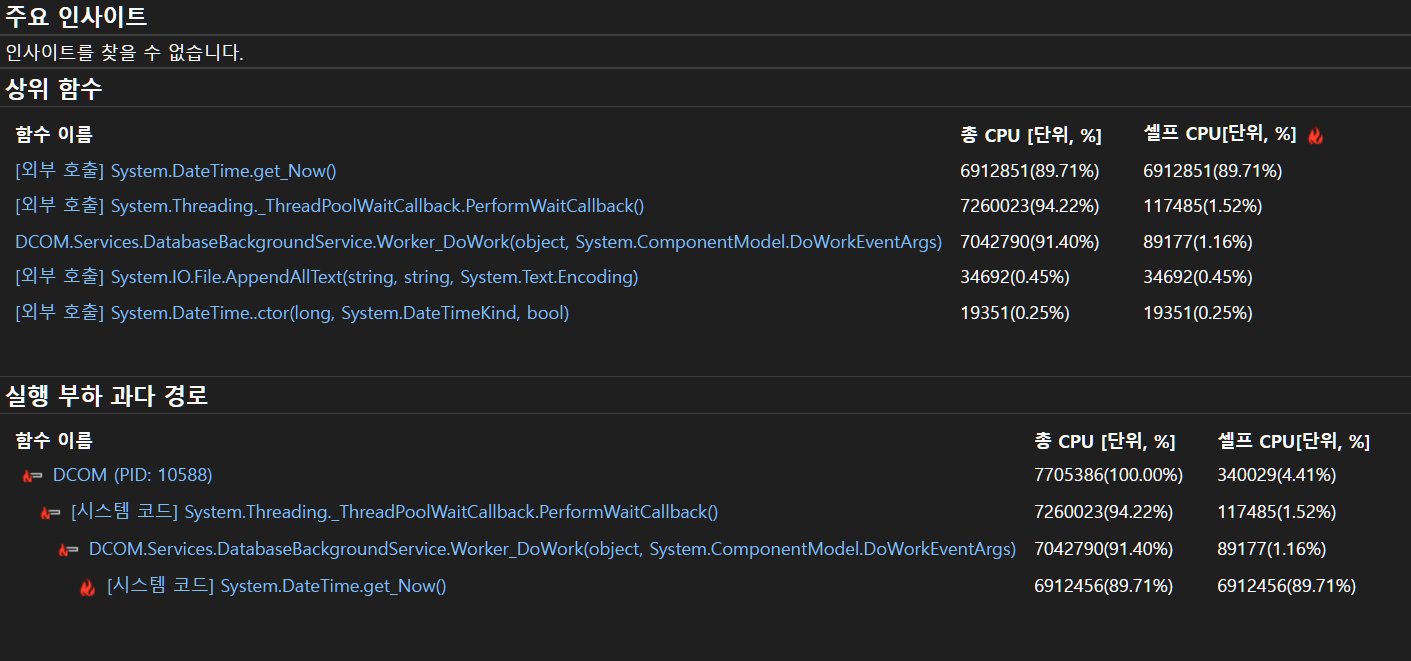 주요 인사이트
인사이트를 찾을 수 없습니다.
상위 함수
함수 이름 총 CPU [단위, %] 셀프 CPU[단위, %]
[외부 호출] System.DateTime.get_Now() 6912851(89.71%) 6912851(89.71%)
[외부 호출] System.Threading._ThreadPoolWaitCallback.PerformWaitCallback() 7260023(94.22%) 117485(1.52%)
DCOM.Services.DatabaseBackgroundService.Worker_DoWork(object, System.ComponentModel.DoWorkEventArgs) 7042790(91.40%) 89177(1.16%)
[외부 호출] System.IO.File.AppendAllText(string, string, System.Text.Encoding) 34692(0.45%) 34692(0.45%)
[외부 호출] System.DateTime..ctor(long, System.DateTimeKind, bool) 19351(0.25%) 19351(0.25%)
실행 부하 과다 경로
함수 이름 총 CPU [단위, %] 셀프 CPU[단위, %]
DCOM (PID: 10588) 7705386(100.00%) 340029(4.41%)
[시스템 코드] System.Threading._ThreadPoolWaitCallback.PerformWaitCallback() 7260023(94.22%) 117485(1.52%)
DCOM.Services.DatabaseBackgroundService.Worker_DoWork(object, System.ComponentModel.DoWorkEventArgs) 7042790(91.40%) 89177(1.16%)
[시스템 코드] System.DateTime.get_Now() 6912456(89.71%) 6912456(89.71%)